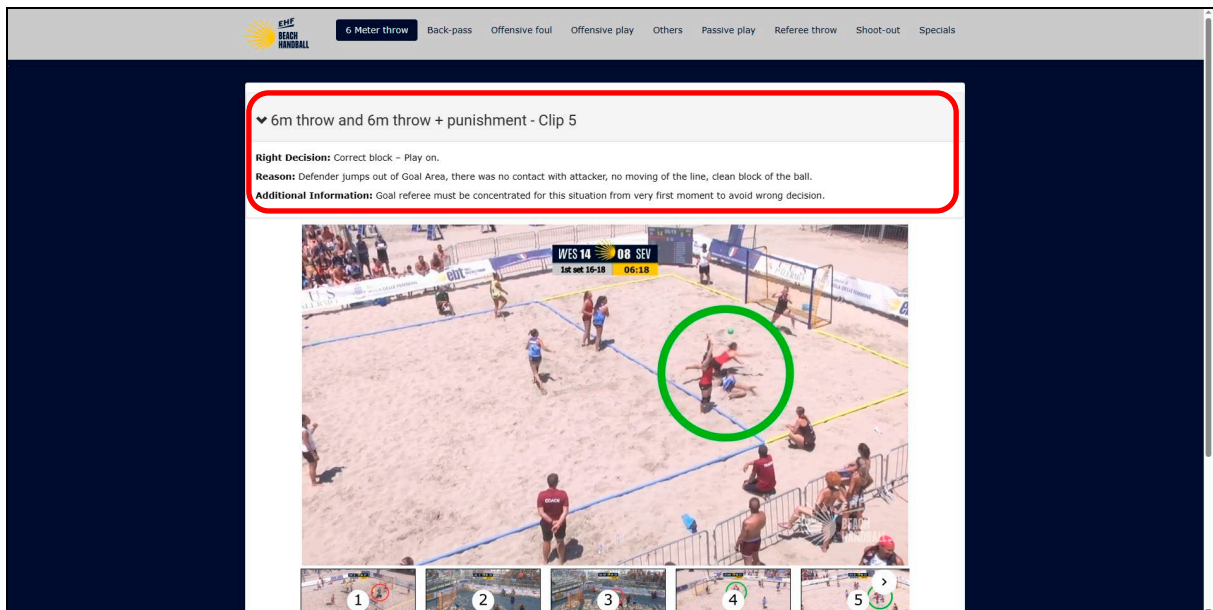 EHF
BEACH
HANDBALL
6 Meter throw
Back-pass
Offensive foul
Offensive play
Others
Passive play
Referee throw
Shoot-out
Specials
6m throw and 6m throw + punishment - Clip 5
Right Decision: Correct block – Play on.
Reason: Defender jumps out of Goal Area, there was no contact with attacker, no moving of the line, clean block of the ball.
Additional Information: Goal referee must be concentrated for this situation from very first moment to avoid wrong decision.
WES 14 08 SEV
1st set 16-18 06:18
ebt
COACH
BEACH
HANDBALL
1
2
3
4
5